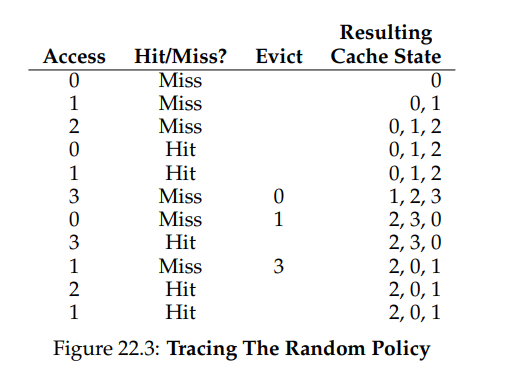 Resulting
Access Hit/Miss? Evict Cache State
0 Miss 0
1 Miss 0, 1
2 Miss 0, 1, 2
0 Hit 0, 1, 2
1 Hit 0, 1, 2
3 Miss 0 1, 2, 3
0 Miss 1 2, 3, 0
3 Hit 2, 3, 0
1 Miss 3 2, 0, 1
2 Hit 2, 0, 1
1 Hit 2, 0, 1
Figure 22.3: Tracing The Random Policy